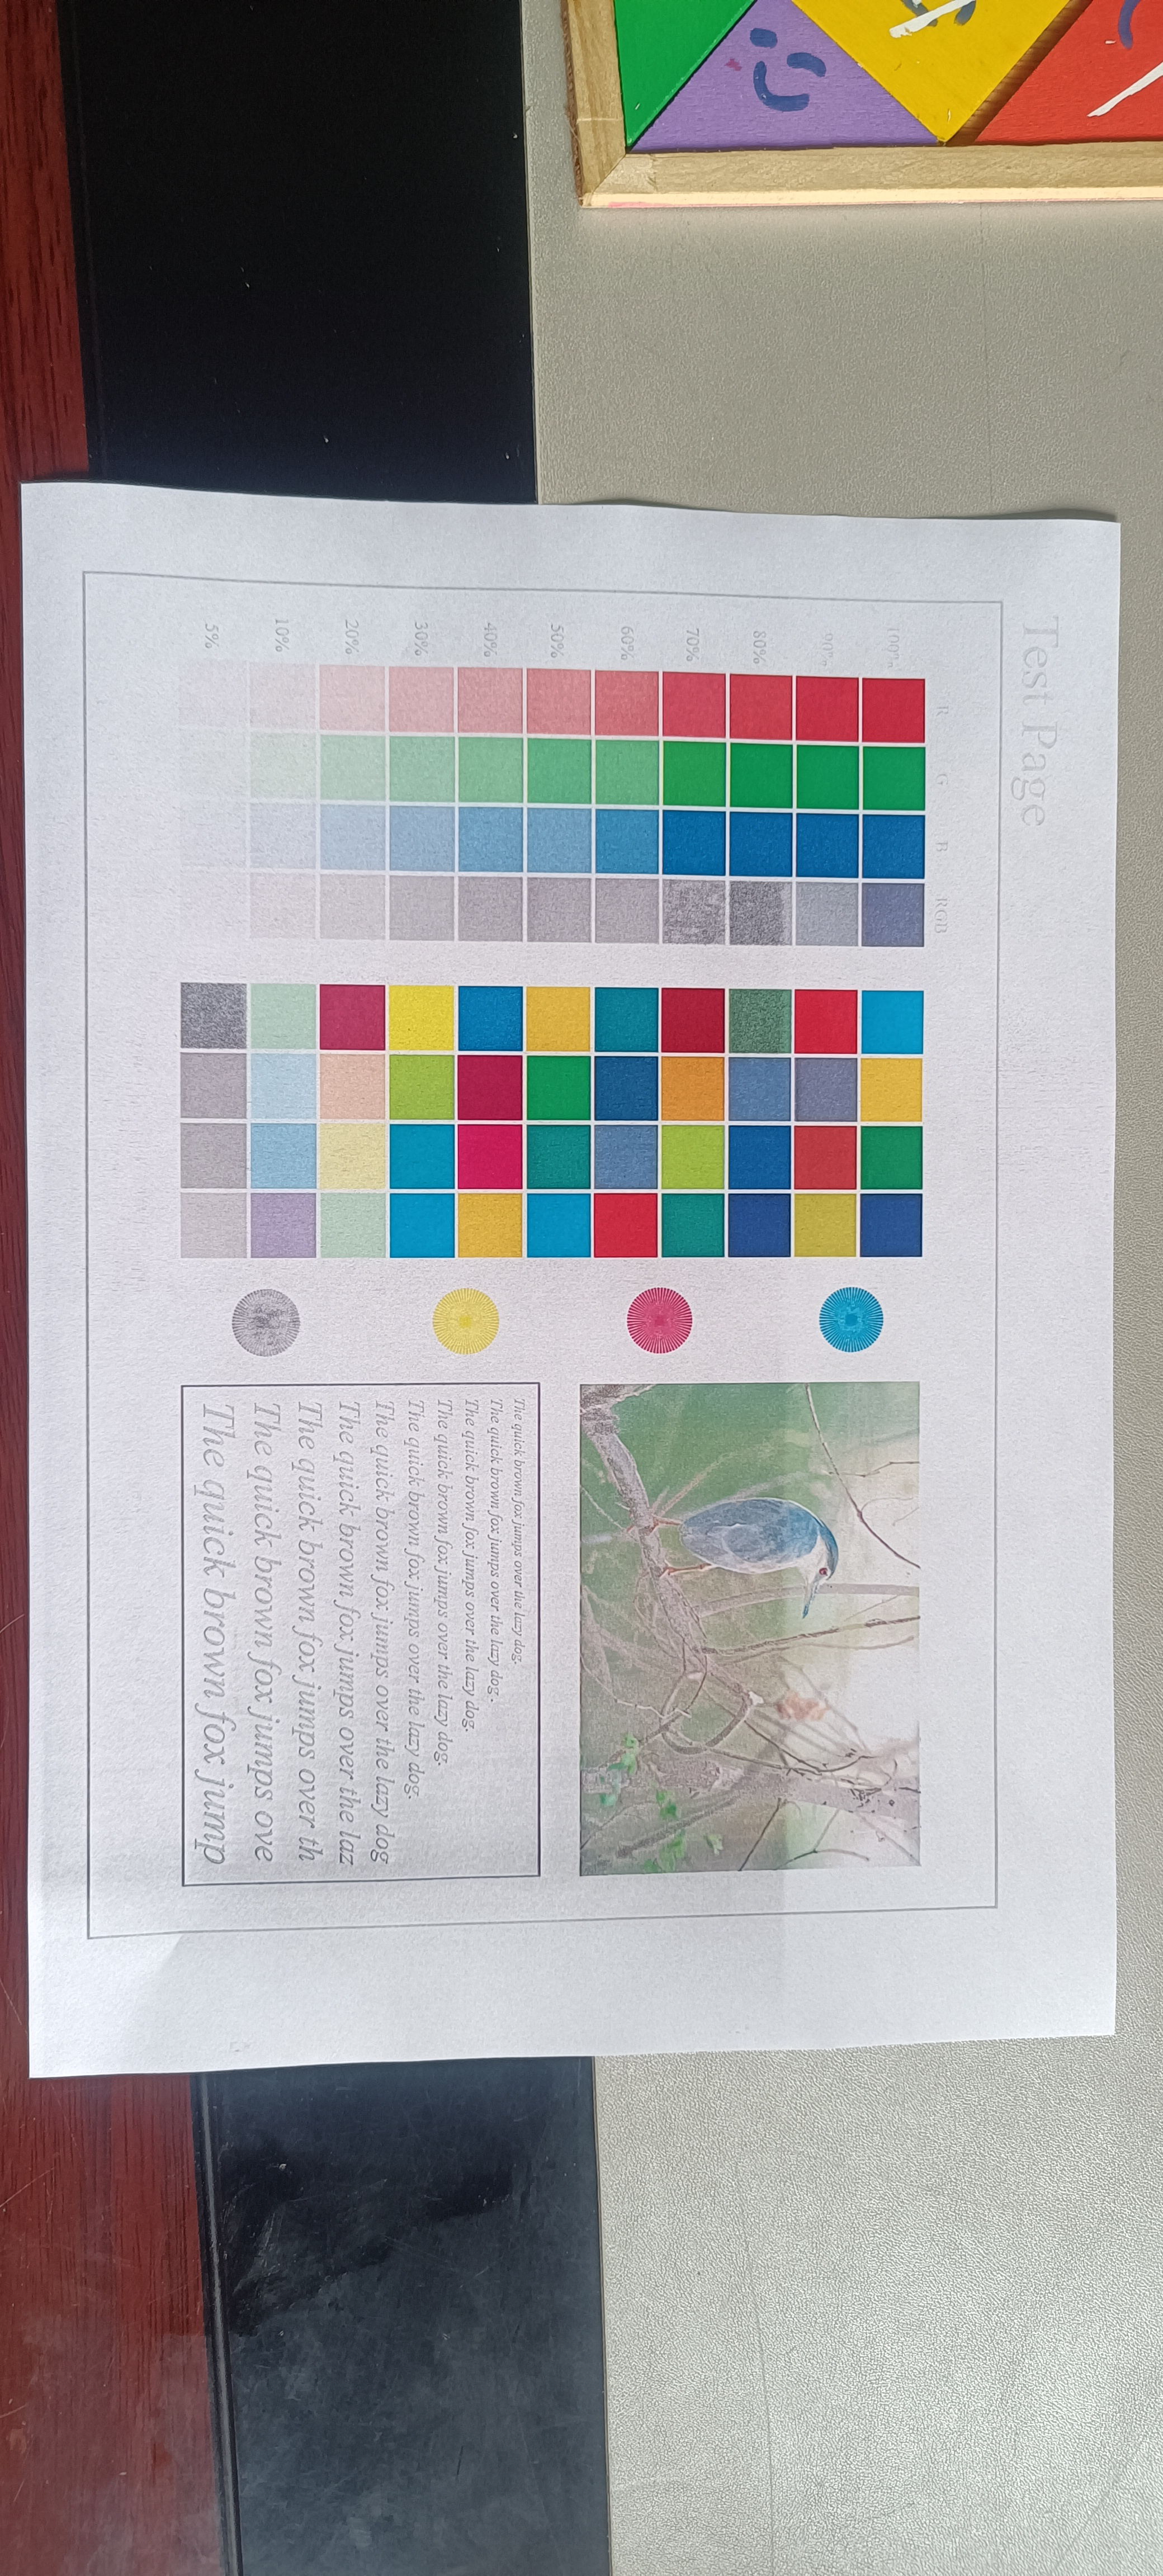 Test Page
R G B RGB
100%
90%
80%
70%
60%
50%
40%
30%
20%
10%
5%
The quick brown fox jumps over the lazy dog.
The quick brown fox jumps over the lazy dog.
The quick brown fox jumps over the lazy dog.
The quick brown fox jumps over the lazy dog.
The quick brown fox jumps over the lazy dog.
The quick brown fox jumps over the lazy dog
The quick brown fox jumps over the laz
The quick brown fox jumps over th
The quick brown fox jumps ove
The quick brown fox jump